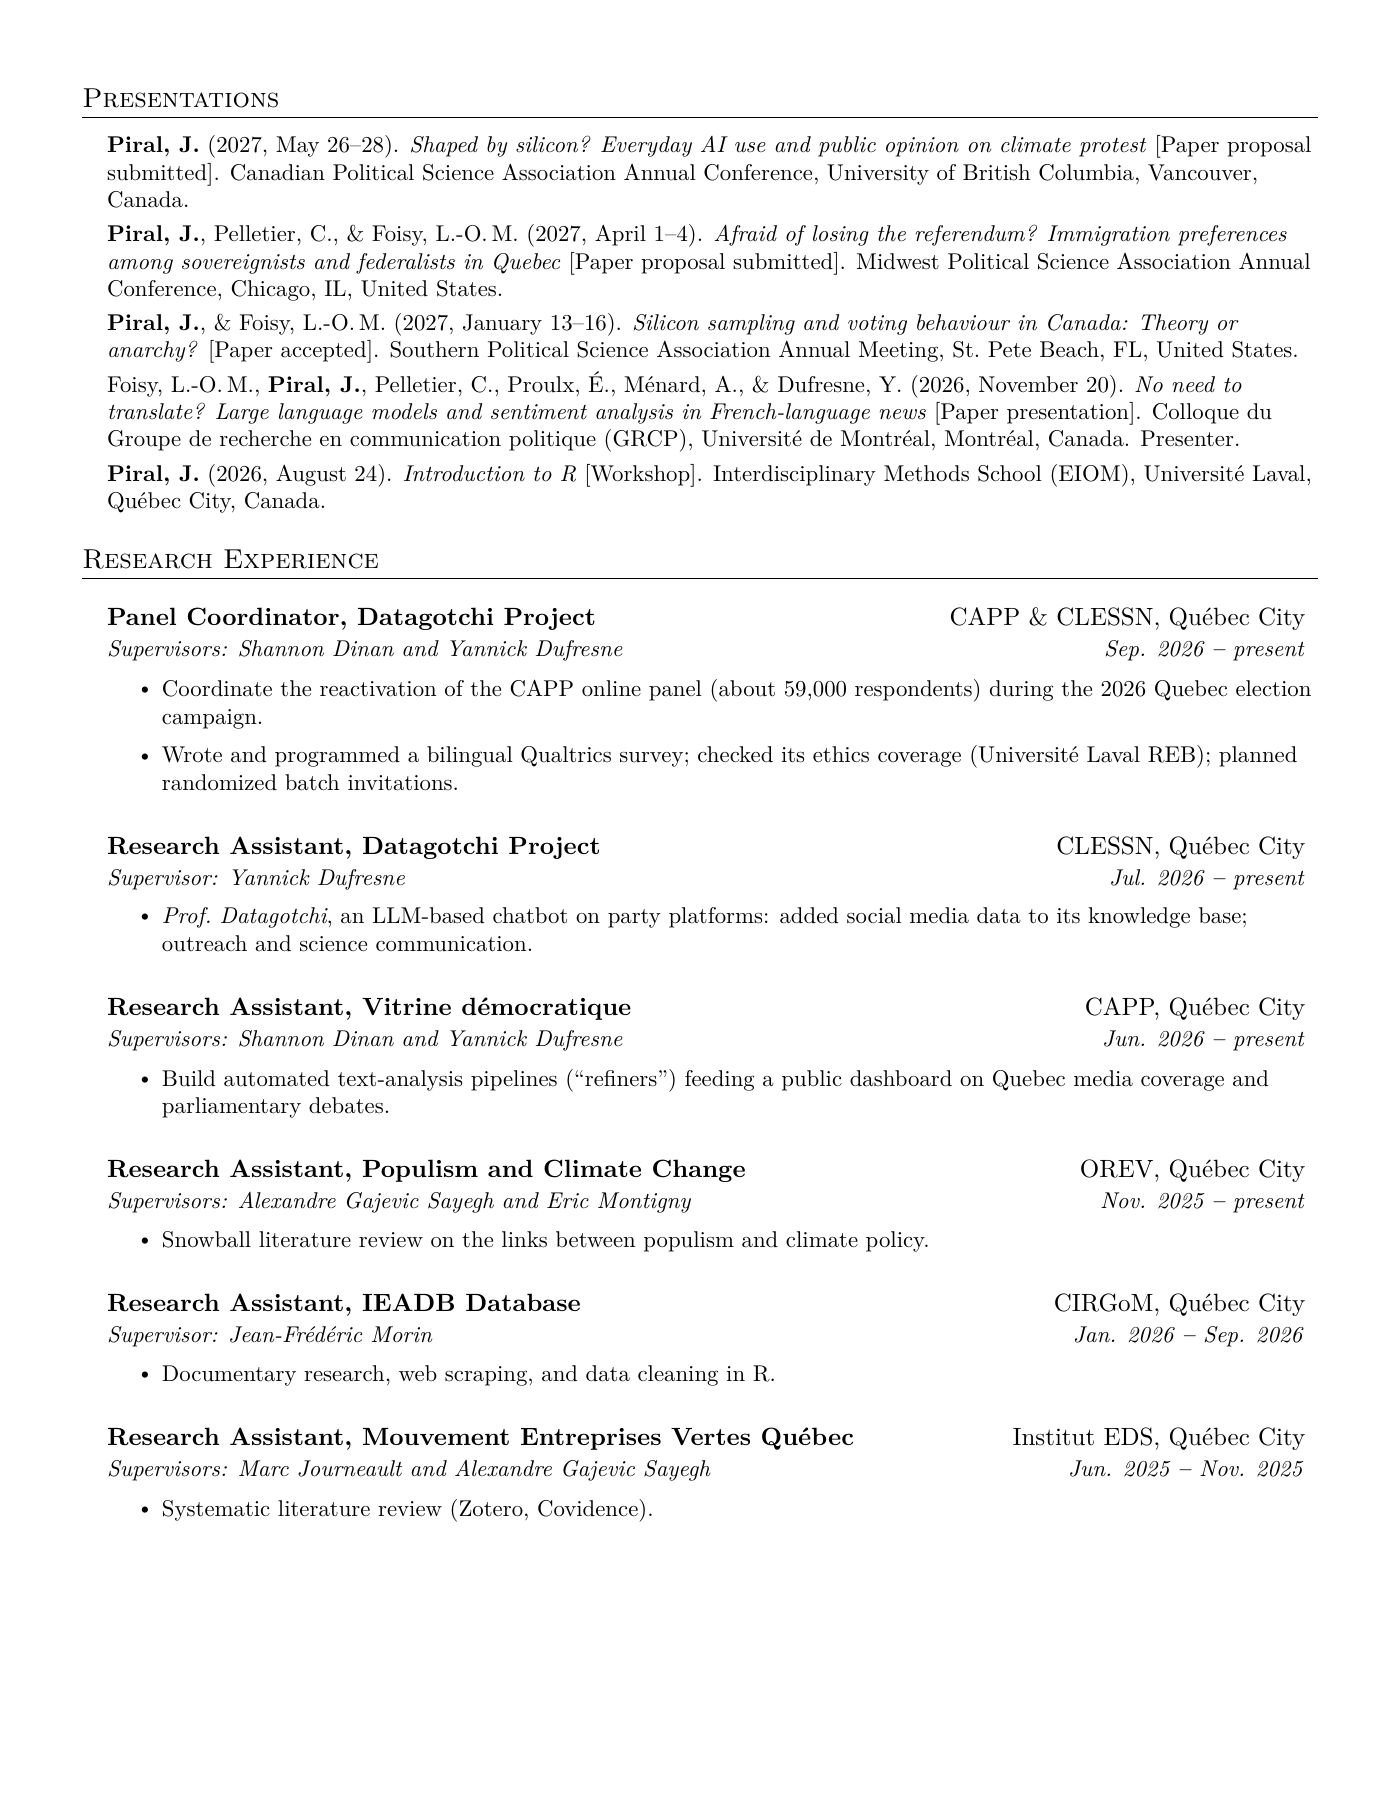 Presentations
Piral, J. (2027, May 26–28). Shaped by silicon? Everyday AI use and public opinion on climate protest [Paper proposal
submitted]. Canadian Political Science Association Annual Conference, University of British Columbia, Vancouver,
Canada.
Piral, J., Pelletier, C., & Foisy, L.-O. M. (2027, April 1–4). Afraid of losing the referendum? Immigration preferences
among sovereignists and federalists in Quebec [Paper proposal submitted]. Midwest Political Science Association Annual
Conference, Chicago, IL, United States.
Piral, J., & Foisy, L.-O. M. (2027, January 13–16). Silicon sampling and voting behaviour in Canada: Theory or
anarchy? [Paper accepted]. Southern Political Science Association Annual Meeting, St. Pete Beach, FL, United States.
Foisy, L.-O. M., Piral, J., Pelletier, C., Proulx, É., Ménard, A., & Dufresne, Y. (2026, November 20). No need to
translate? Large language models and sentiment analysis in French-language news [Paper presentation]. Colloque du
Groupe de recherche en communication politique (GRCP), Université de Montréal, Montréal, Canada. Presenter.
Piral, J. (2026, August 24). Introduction to R [Workshop]. Interdisciplinary Methods School (EIOM), Université Laval,
Québec City, Canada.
Research Experience
Panel Coordinator, Datagotchi Project CAPP & CLESSN, Québec City
Supervisors: Shannon Dinan and Yannick Dufresne Sep. 2026 – present
• Coordinate the reactivation of the CAPP online panel (about 59,000 respondents) during the 2026 Quebec election
campaign.
• Wrote and programmed a bilingual Qualtrics survey; checked its ethics coverage (Université Laval REB); planned
randomized batch invitations.
Research Assistant, Datagotchi Project CLESSN, Québec City
Supervisor: Yannick Dufresne Jul. 2026 – present
• Prof. Datagotchi, an LLM-based chatbot on party platforms: added social media data to its knowledge base;
outreach and science communication.
Research Assistant, Vitrine démocratique CAPP, Québec City
Supervisors: Shannon Dinan and Yannick Dufresne Jun. 2026 – present
• Build automated text-analysis pipelines (“refiners”) feeding a public dashboard on Quebec media coverage and
parliamentary debates.
Research Assistant, Populism and Climate Change OREV, Québec City
Supervisors: Alexandre Gajevic Sayegh and Eric Montigny Nov. 2025 – present
• Snowball literature review on the links between populism and climate policy.
Research Assistant, IEADB Database CIRGoM, Québec City
Supervisor: Jean-Frédéric Morin Jan. 2026 – Sep. 2026
• Documentary research, web scraping, and data cleaning in R.
Research Assistant, Mouvement Entreprises Vertes Québec Institut EDS, Québec City
Supervisors: Marc Journeault and Alexandre Gajevic Sayegh Jun. 2025 – Nov. 2025
• Systematic literature review (Zotero, Covidence).